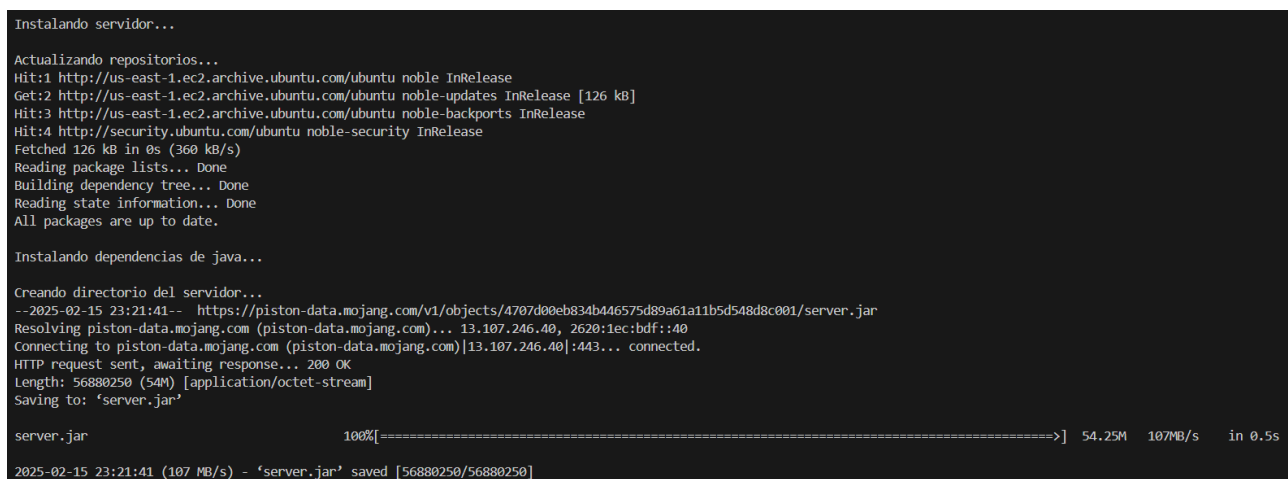 Instalando servidor...
Actualizando repositorios...
Hit:1 http://us-east-1.ec2.archive.ubuntu.com/ubuntu noble InRelease
Get:2 http://us-east-1.ec2.archive.ubuntu.com/ubuntu noble-updates InRelease [126 kB]
Hit:3 http://us-east-1.ec2.archive.ubuntu.com/ubuntu noble-backports InRelease
Hit:4 http://security.ubuntu.com/ubuntu noble-security InRelease
Fetched 126 kB in 0s (360 kB/s)
Reading package lists... Done
Building dependency tree... Done
Reading state information... Done
All packages are up to date.
Instalando dependencias de java...
Creando directorio del servidor...
--2025-02-15 23:21:41--  https://piston-data.mojang.com/v1/objects/4707d00eb834b446575d89a61a11b5d548d8c001/server.jar
Resolving piston-data.mojang.com (piston-data.mojang.com)... 13.107.246.40, 2620:1ec:bdf::40
Connecting to piston-data.mojang.com (piston-data.mojang.com)|13.107.246.40|:443... connected.
HTTP request sent, awaiting response... 200 OK
Length: 56880250 (54M) [application/octet-stream]
Saving to: ‘server.jar’
server.jar 100%[=============================================================================================>] 54.25M 107MB/s in 0.5s
2025-02-15 23:21:41 (107 MB/s) - ‘server.jar’ saved [56880250/56880250]